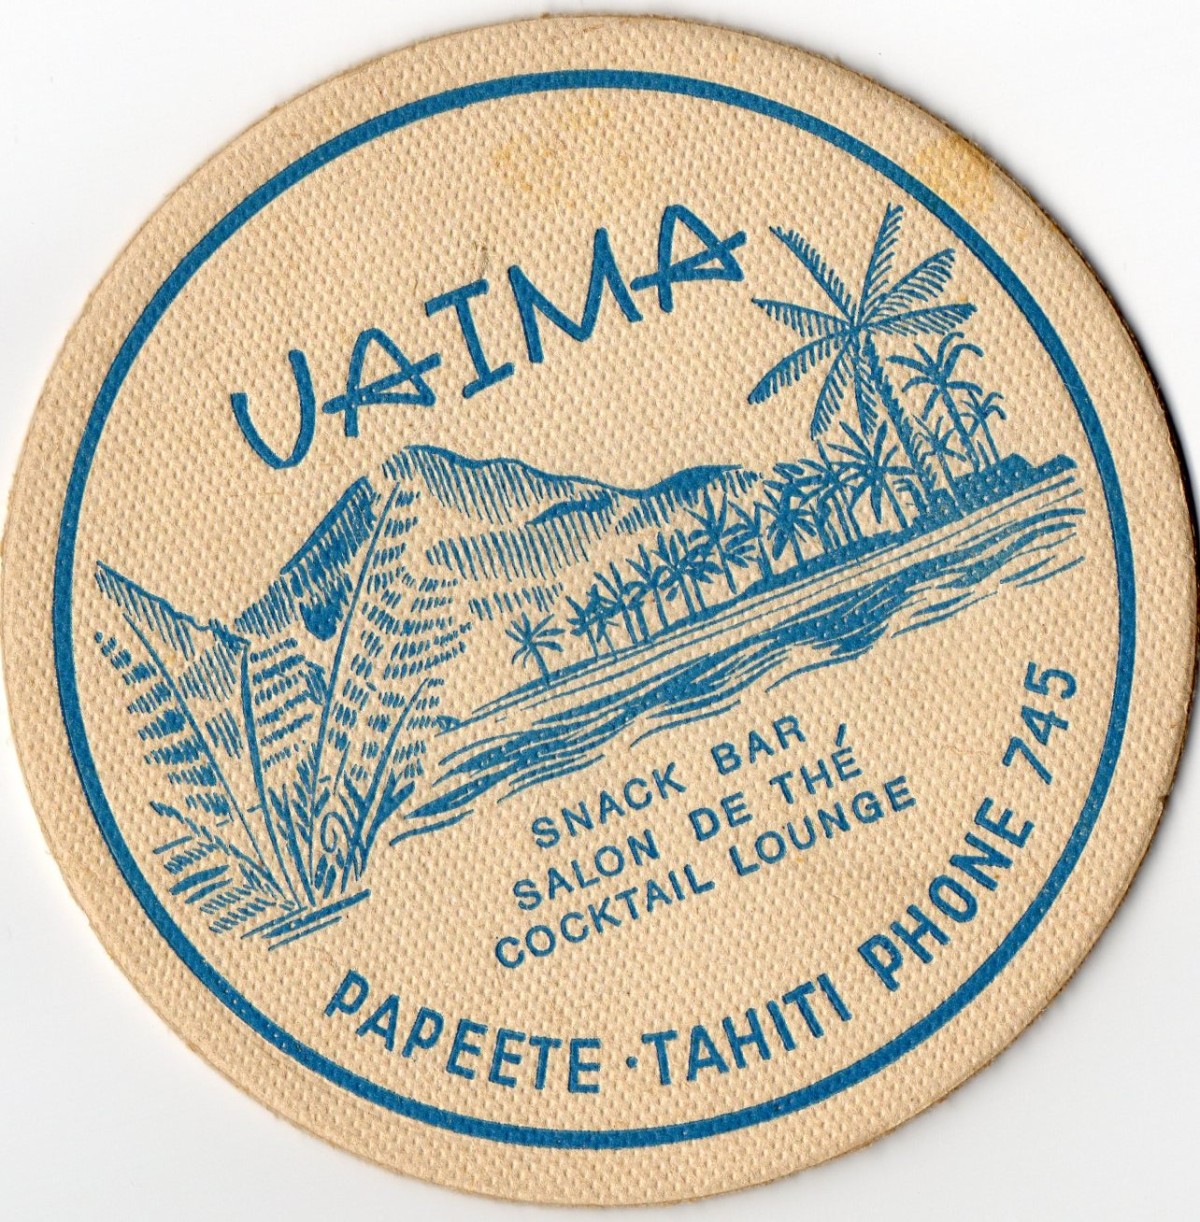 VAIMA
SNACK BAR
SALON DE THÉ
COCKTAIL LOUNGE
PAPEETE · TAHITI PHONE 745